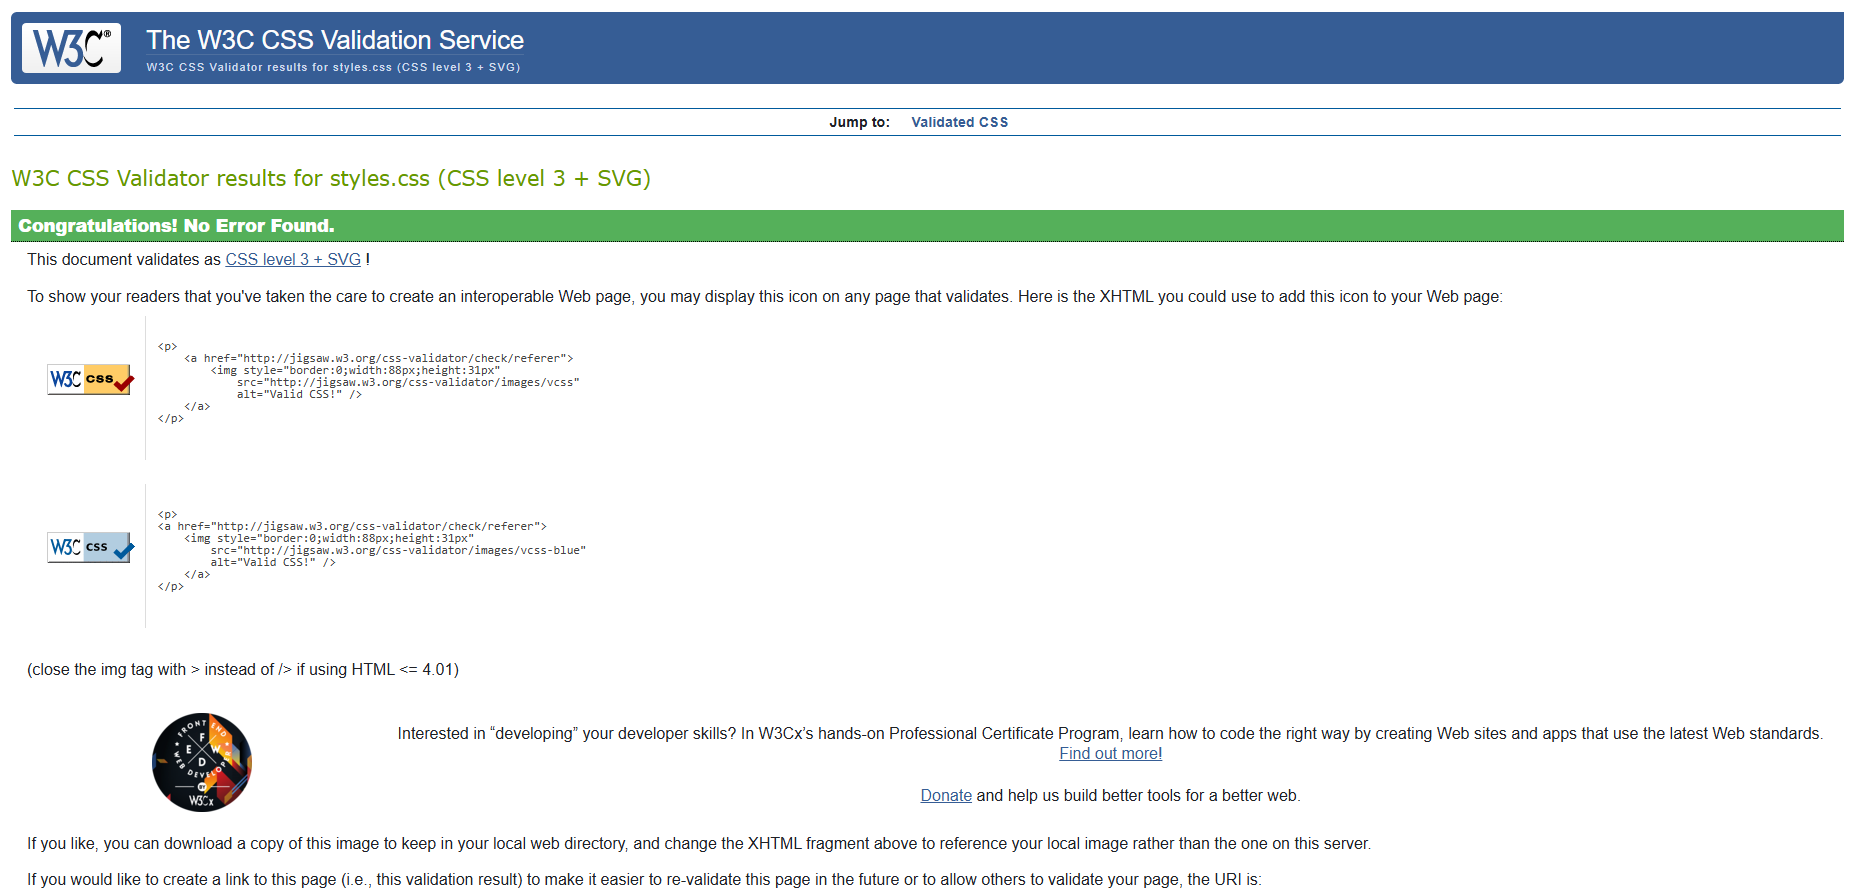 W3C®
The W3C CSS Validation Service
W3C CSS Validator results for styles.css (CSS level 3 + SVG)
Jump to: Validated CSS
W3C CSS Validator results for styles.css (CSS level 3 + SVG)
Congratulations! No Error Found.
This document validates as CSS level 3 + SVG !
To show your readers that you've taken the care to create an interoperable Web page, you may display this icon on any page that validates. Here is the XHTML you could use to add this icon to your Web page:
W3C css
<p>
<a href="http://jigsaw.w3.org/css-validator/check/referer">
<img style="border:0;width:88px;height:31px"
src="http://jigsaw.w3.org/css-validator/images/vcss"
alt="Valid CSS!" />
</a>
</p>
W3C css
<p>
<a href="http://jigsaw.w3.org/css-validator/check/referer">
<img style="border:0;width:88px;height:31px"
src="http://jigsaw.w3.org/css-validator/images/vcss-blue"
alt="Valid CSS!" />
</a>
</p>
(close the img tag with > instead of /> if using HTML <= 4.01)
FRONT END
F
E W
D
WEB DEVELOPER
BY
W3Cx
Interested in “developing” your developer skills? In W3Cx’s hands-on Professional Certificate Program, learn how to code the right way by creating Web sites and apps that use the latest Web standards.
Find out more!
Donate and help us build better tools for a better web.
If you like, you can download a copy of this image to keep in your local web directory, and change the XHTML fragment above to reference your local image rather than the one on this server.
If you would like to create a link to this page (i.e., this validation result) to make it easier to re-validate this page in the future or to allow others to validate your page, the URI is: